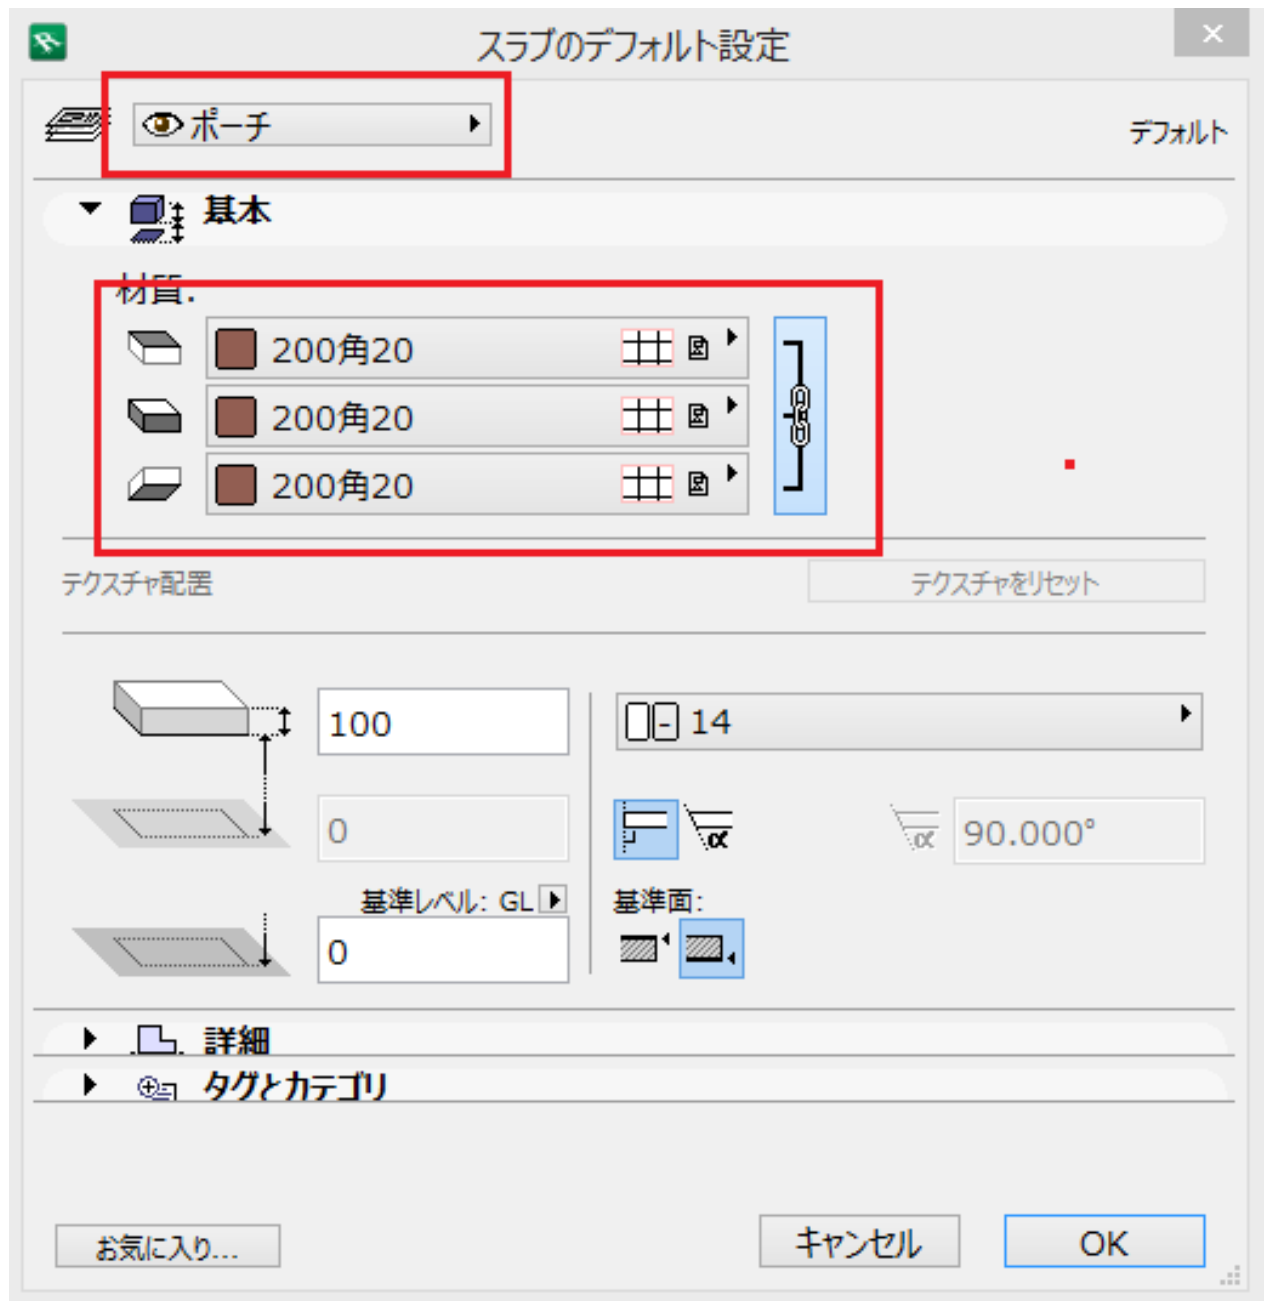 スラブのデフォルト設定
ポーチ
デフォルト
基本
材質:
200角20
200角20
200角20
テクスチャ配置
テクスチャをリセット
100
14
0
α
α
90.000°
基準レベル: GL
基準面:
0
詳細
タグとカテゴリ
お気に入り...
キャンセル
OK